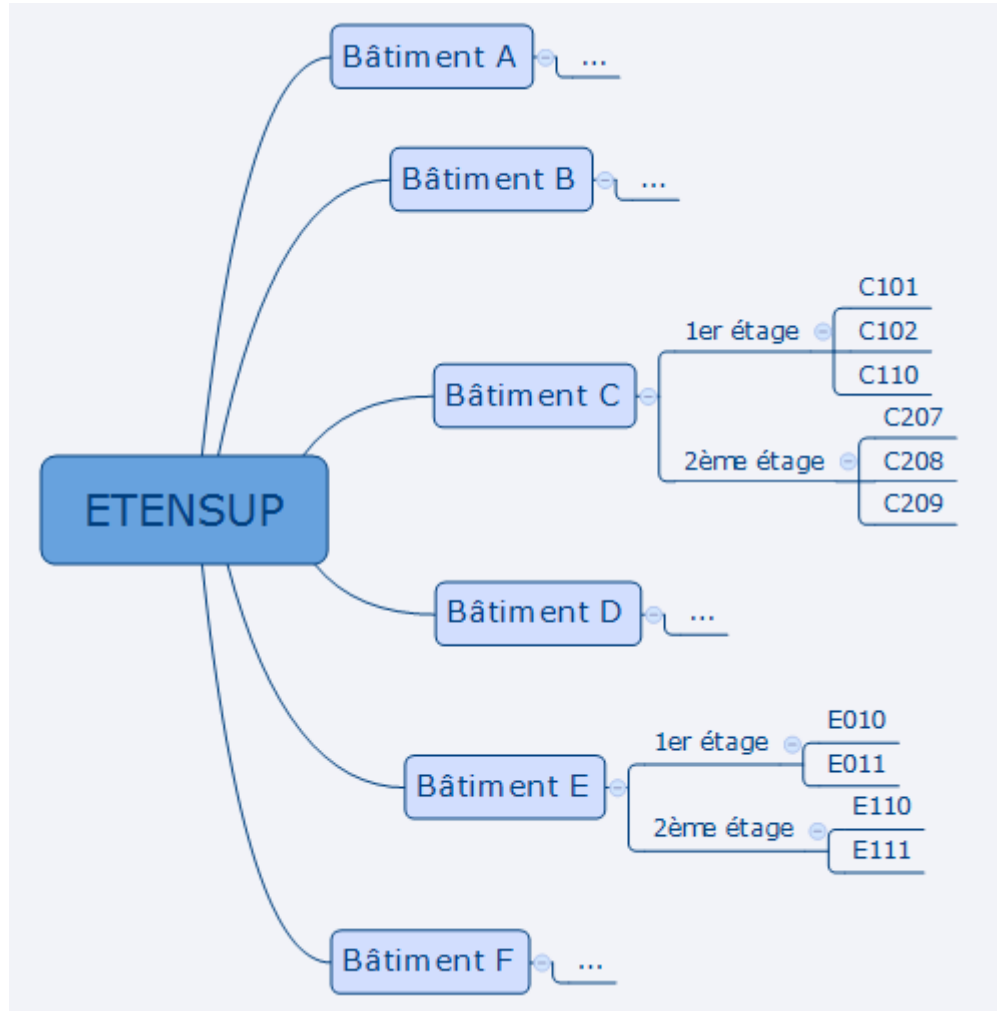 Bâtiment A
...
Bâtiment B
...
C101
1er étage
C102
C110
Bâtiment C
C207
2ème étage
C208
C209
ETENSUP
Bâtiment D
...
E010
1er étage
E011
Bâtiment E
E110
2ème étage
E111
Bâtiment F
...